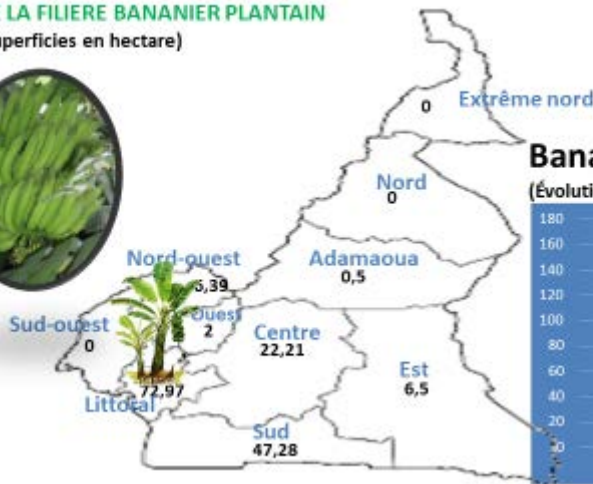 LA FILIERE BANANIER PLANTAIN
superficies en hectare)
0 Extrême nord
Nord
0
Nord-ouest
Adamaoua
0,5
Ouest
2
Sud-ouest
0
Centre
22,21
Est
6,5
72,97
Littoral
Sud
47,28
(Évoluti
180
160
140
120
100
80
60
40
20